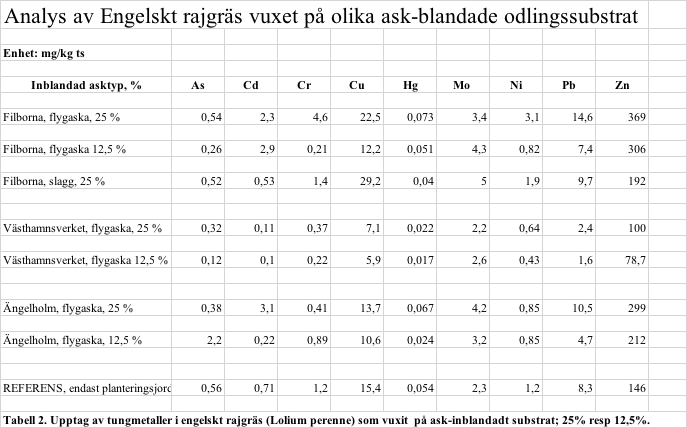 Analys av Engelskt rajgräs vuxet på olika ask-blandade odlingssubstrat
Enhet: mg/kg ts
Inblandad asktyp, % As Cd Cr Cu Hg Mo Ni Pb Zn
Filborna, flygaska, 25 % 0,54 2,3 4,6 22,5 0,073 3,4 3,1 14,6 369
Filborna, flygaska 12,5 % 0,26 2,9 0,21 12,2 0,051 4,3 0,82 7,4 306
Filborna, slagg, 25 % 0,52 0,53 1,4 29,2 0,04 5 1,9 9,7 192
Västhamnsverket, flygaska, 25 % 0,32 0,11 0,37 7,1 0,022 2,2 0,64 2,4 100
Västhamnsverket, flygaska 12,5 % 0,12 0,1 0,22 5,9 0,017 2,6 0,43 1,6 78,7
Ängelholm, flygaska, 25 % 0,38 3,1 0,41 13,7 0,067 4,2 0,85 10,5 299
Ängelholm, flygaska, 12,5 % 2,2 0,22 0,89 10,6 0,024 3,2 0,85 4,7 212
REFERENS, endast planteringsjord 0,56 0,71 1,2 15,4 0,054 2,3 1,2 8,3 146
Tabell 2. Upptag av tungmetaller i engelskt rajgräs (Lolium perenne) som vuxit på ask-inblandadt substrat; 25% resp 12,5%.